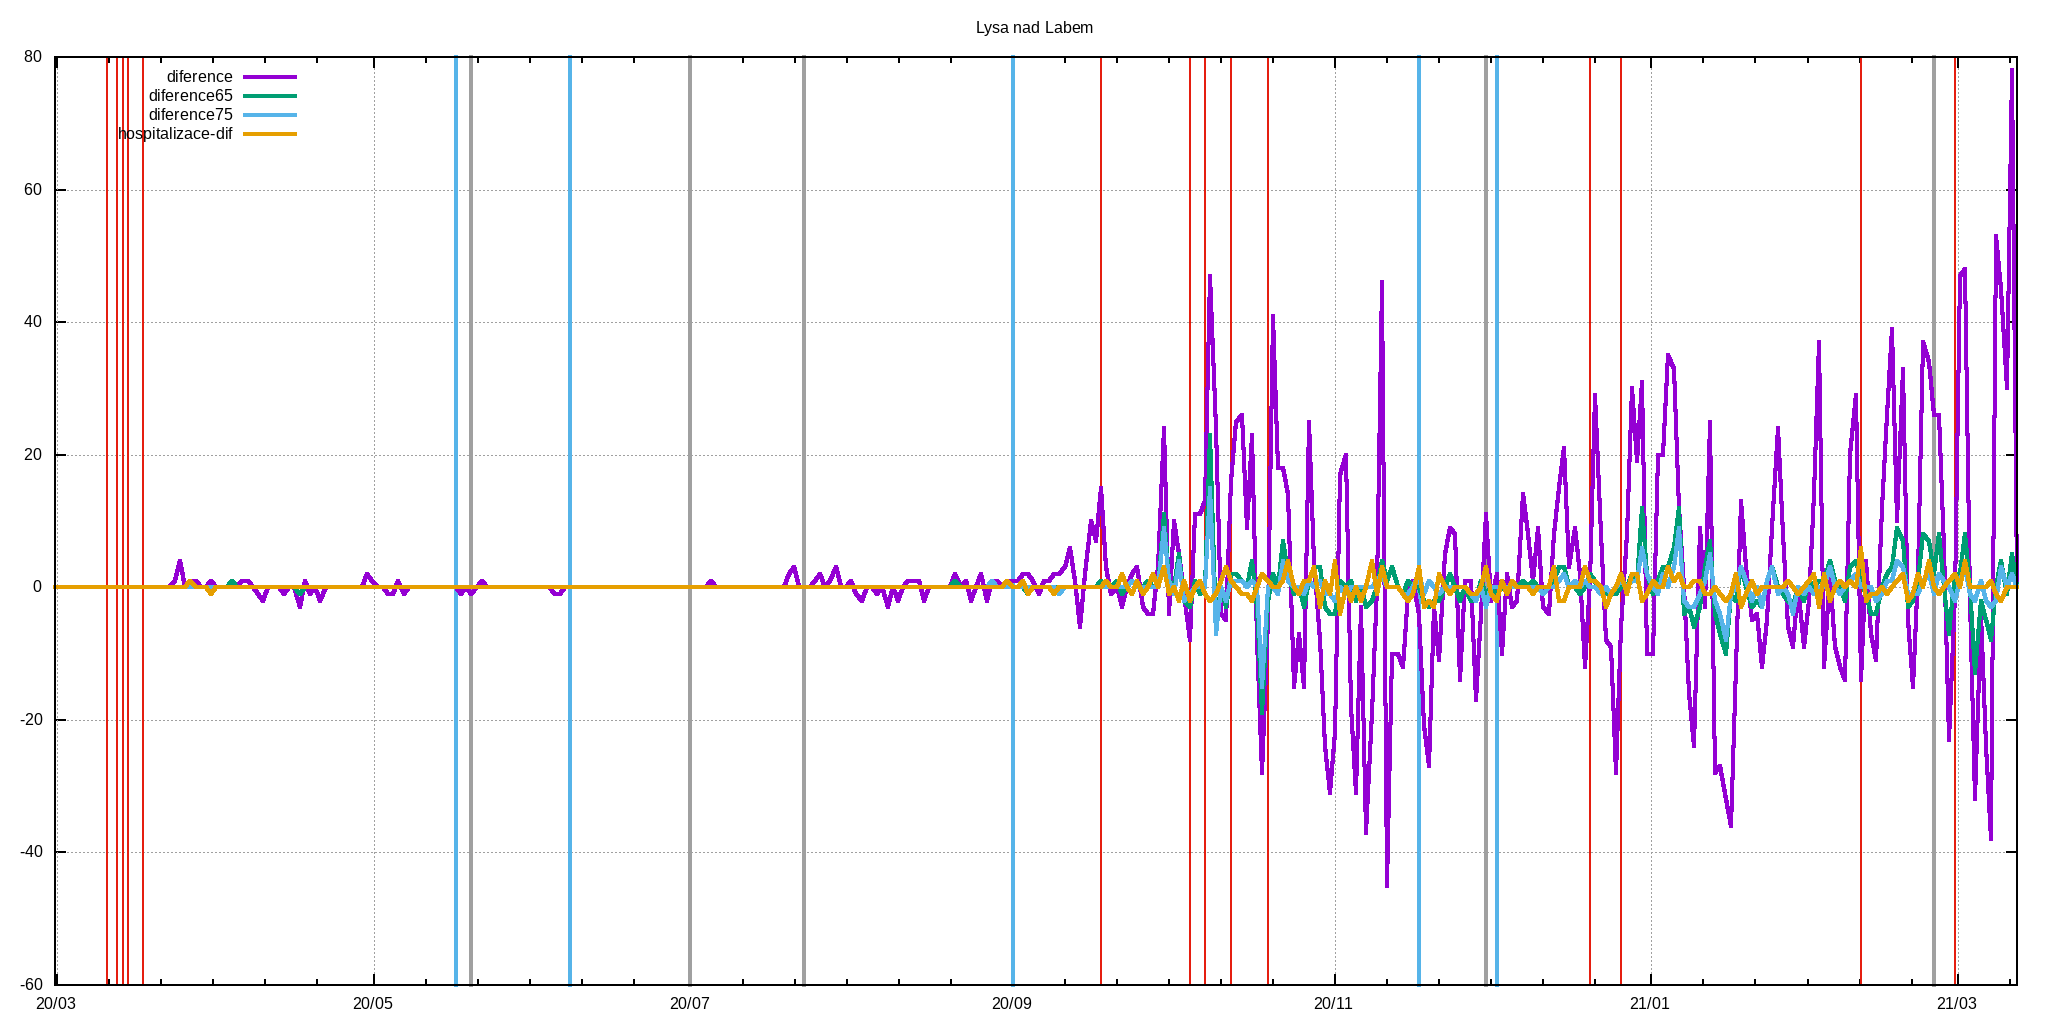 Lysa nad Labem
80
60
40
20
0
-20
-40
-60
diference
diference65
diference75
hospitalizace-dif
20/03 20/05 20/07 20/09 20/11 21/01 21/03